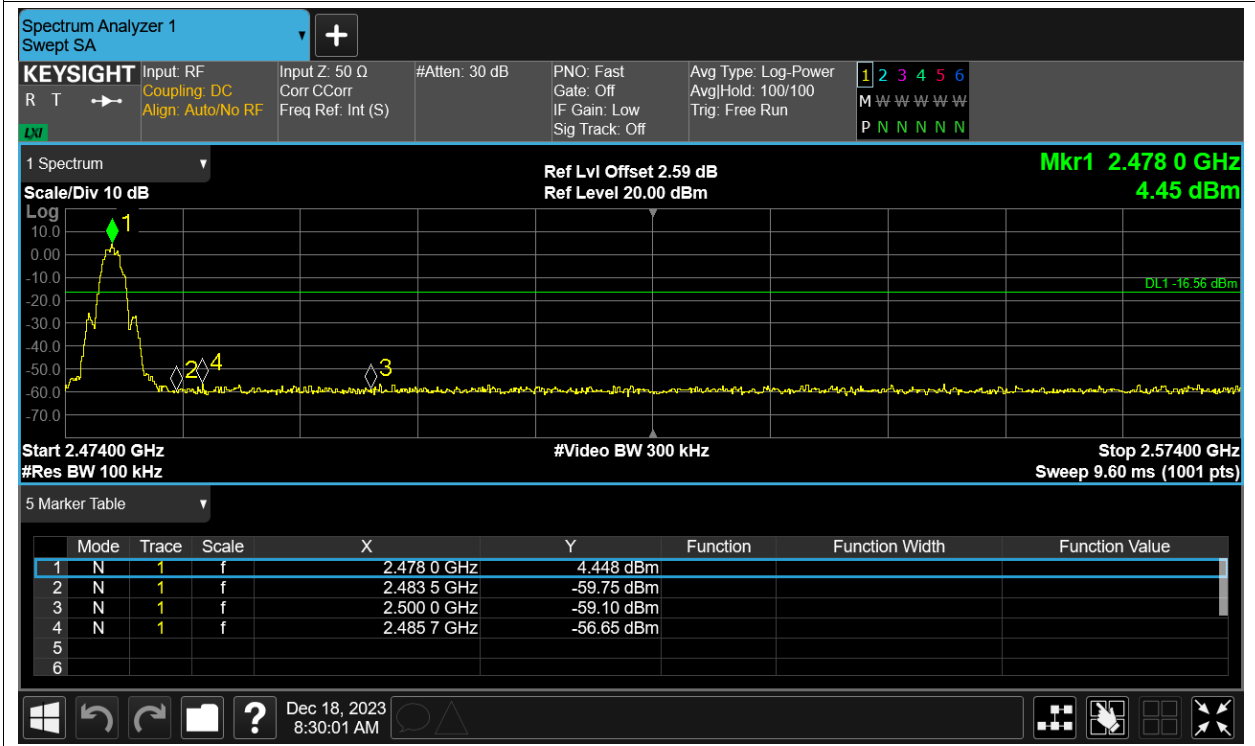 Spectrum Analyzer 1
Swept SA
+
KEYSIGHT
R T
LXI
Input: RF
Coupling: DC
Align: Auto/No RF
Input Z: 50 Ω
Corr CCorr
Freq Ref: Int (S)
#Atten: 30 dB
PNO: Fast
Gate: Off
IF Gain: Low
Sig Track: Off
Avg Type: Log-Power
Avg|Hold: 100/100
Trig: Free Run
1 2 3 4 5 6
M W W W W W
P N N N N N
1 Spectrum
Scale/Div 10 dB
Ref Lvl Offset 2.59 dB
Ref Level 20.00 dBm
Mkr1 2.478 0 GHz
4.45 dBm
Log
10.0
0.00
-10.0
-20.0
-30.0
-40.0
-50.0
-60.0
-70.0
1
DL1 -16.56 dBm
2 4 3
Start 2.47400 GHz #Video BW 300 kHz Stop 2.57400 GHz
#Res BW 100 kHz Sweep 9.60 ms (1001 pts)
5 Marker Table
Mode Trace Scale X Y Function Function Width Function Value
1 N 1 f 2.478 0 GHz 4.448 dBm
2 N 1 f 2.483 5 GHz -59.75 dBm
3 N 1 f 2.500 0 GHz -59.10 dBm
4 N 1 f 2.485 7 GHz -56.65 dBm
5
6
? Dec 18, 2023
8:30:01 AM